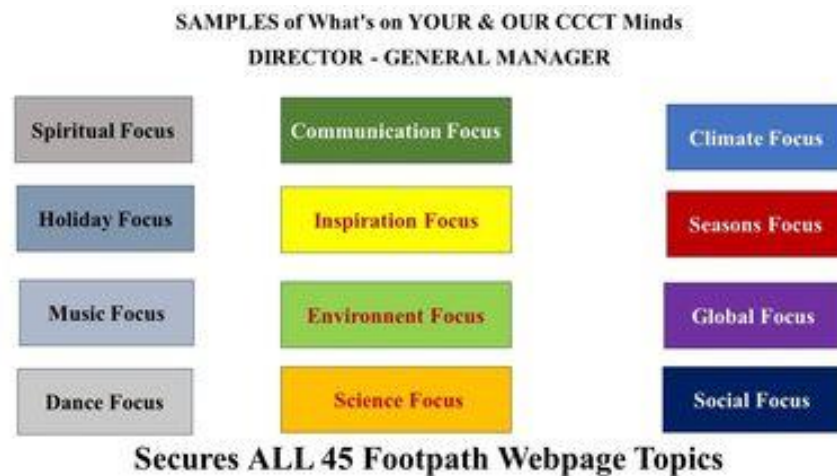 SAMPLES of What's on YOUR & OUR CCCT Minds
DIRECTOR - GENERAL MANAGER
Spiritual Focus
Communication Focus
Climate Focus
Holiday Focus
Inspiration Focus
Seasons Focus
Music Focus
Environnent Focus
Global Focus
Dance Focus
Science Focus
Social Focus
Secures ALL 45 Footpath Webpage Topics